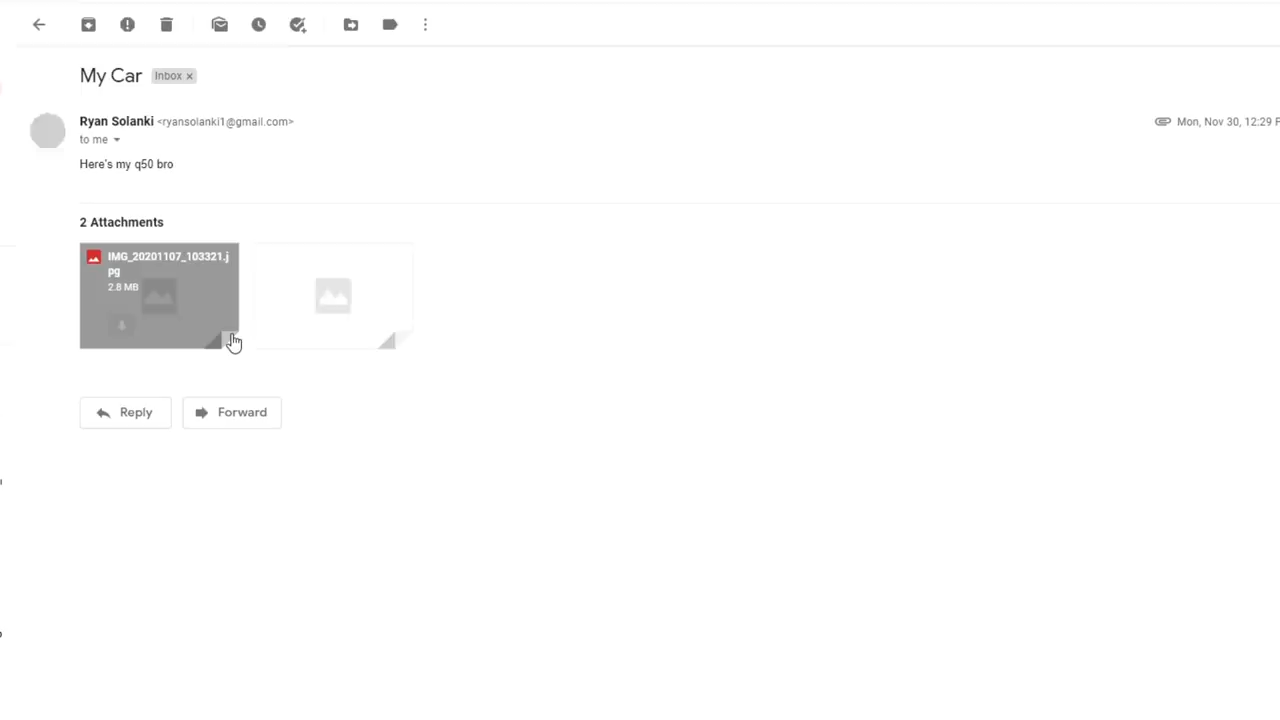 My Car Inbox ×
Ryan Solanki <ryansolanki1@gmail.com>
Mon, Nov 30, 12:29
to me
Here's my q50 bro
2 Attachments
IMG_20201107_103321.j
pg
2.8 MB
Reply
Forward